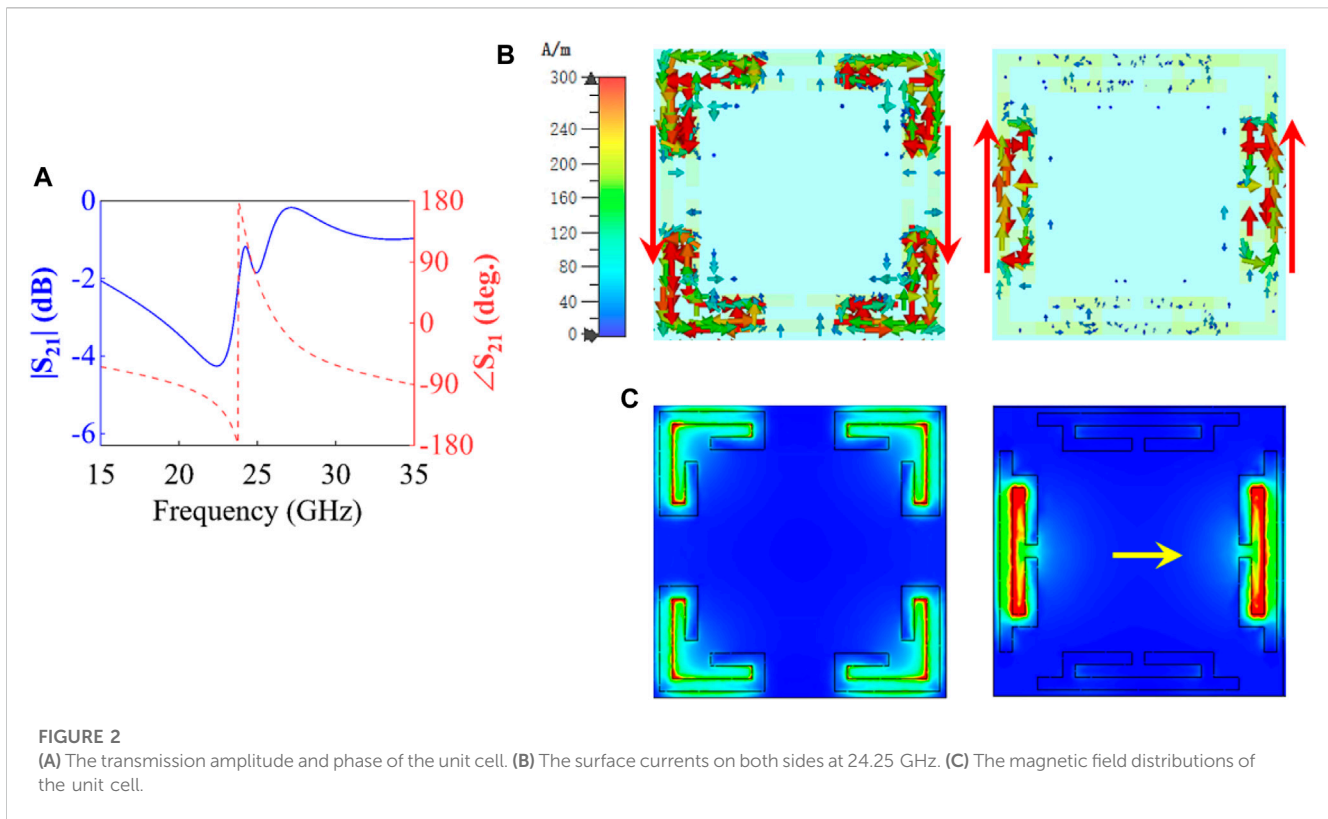 A
|S21| (dB)
0
-2
-4
-6
180
90
0
-90
-180
∠S21 (deg.)
15 20 25 30 35
Frequency (GHz)
B
A/m
300
240
200
160
120
80
40
0
C
FIGURE 2
(A) The transmission amplitude and phase of the unit cell. (B) The surface currents on both sides at 24.25 GHz. (C) The magnetic field distributions of
the unit cell.